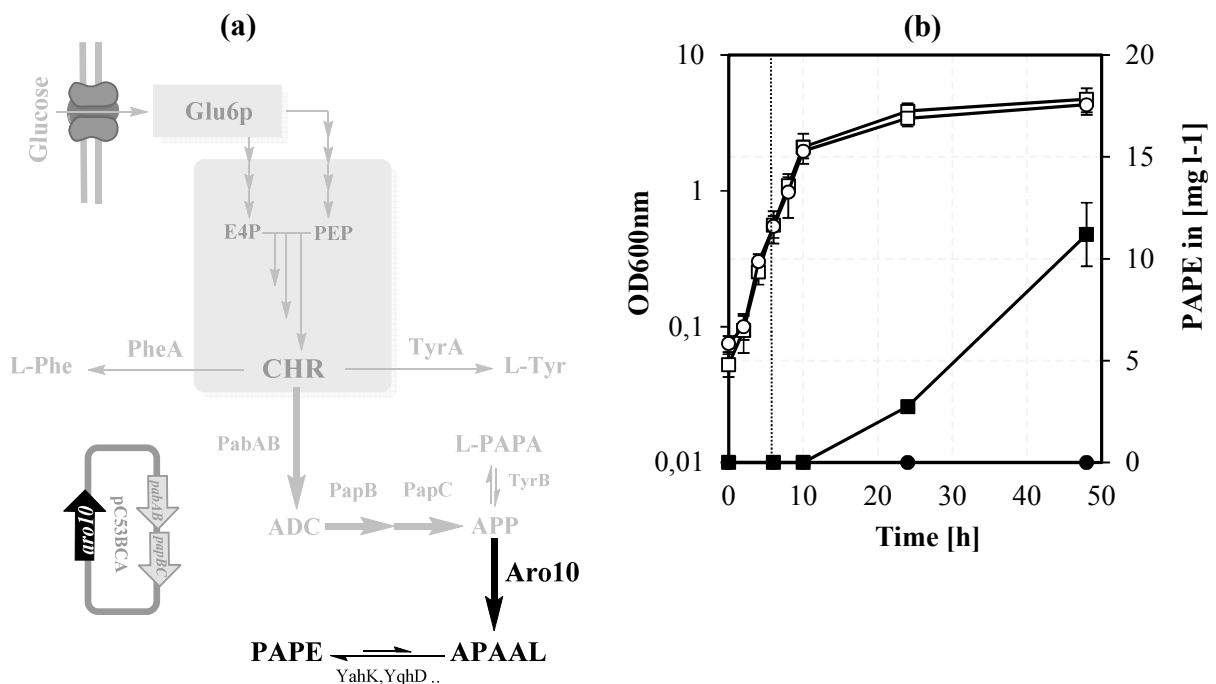 (a)
Glucose
Glu6p
E4P
PEP
PheA
TyrA
L-Phe
CHR
L-Tyr
PabAB
L-PAPA
TyrB
PapB
PapC
ADC
APP
aro10
pC53BCA
pabAB
papBC
Aro10
PAPE
APAAL
YahK,YqhD ..
(b)
10
1
0,1
0,01
OD600nm
20
15
10
5
0
PAPE in [mg l-1]
0
10
20
30
40
50
Time [h]